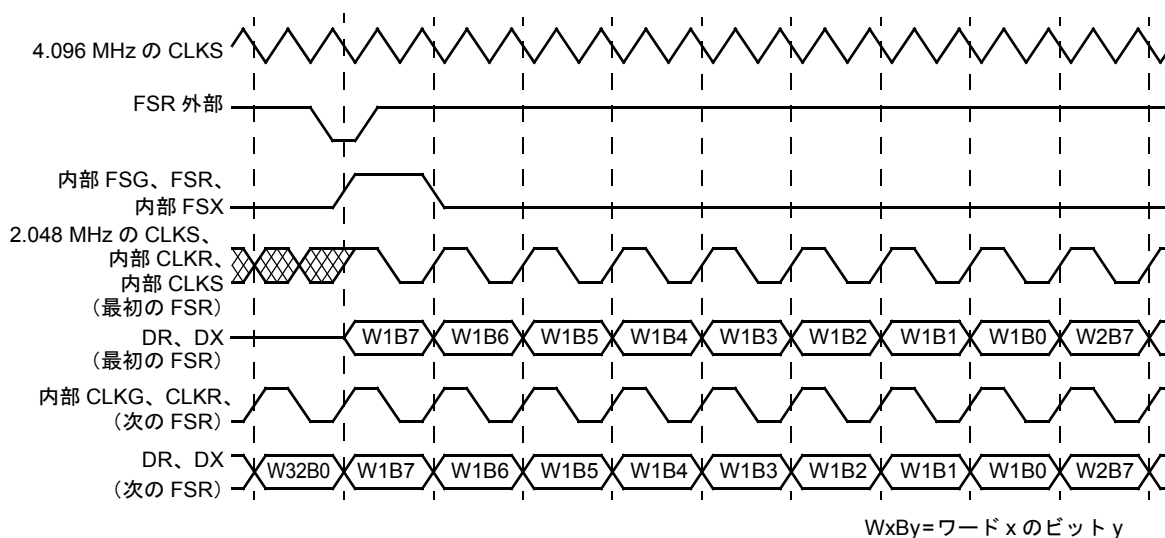 4.096 MHz の CLKS
FSR 外部
内部 FSG、FSR、
内部 FSX
2.048 MHz の CLKS、
内部 CLKR、
内部 CLKS
（最初の FSR）
DR、DX
（最初の FSR）
W1B7 W1B6 W1B5 W1B4 W1B3 W1B2 W1B1 W1B0 W2B7
内部 CLKG、CLKR、
（次の FSR）
DR、DX
（次の FSR）
W32B0 W1B7 W1B6 W1B5 W1B4 W1B3 W1B2 W1B1 W1B0 W2B7
WxBy=ワード x のビット y